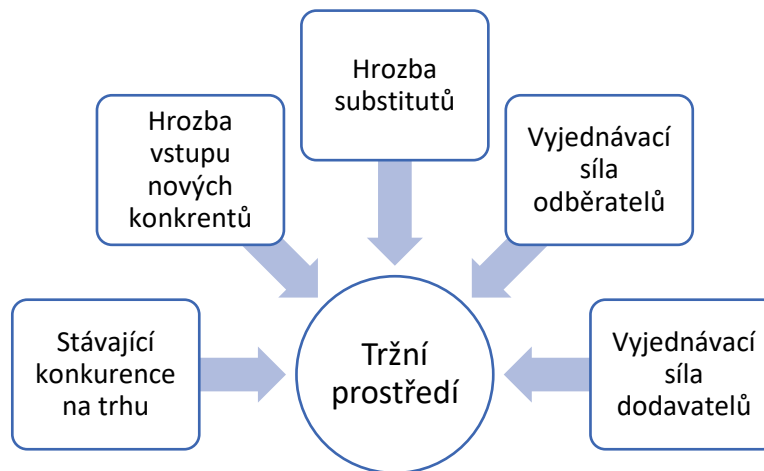 Hrozba
substitutů
Hrozba
vstupu
nových
konkrentů
Vyjednávací
síla
odběratelů
Stávající
konkurence
na trhu
Tržní
prostředí
Vyjednávací
síla
dodavatelů